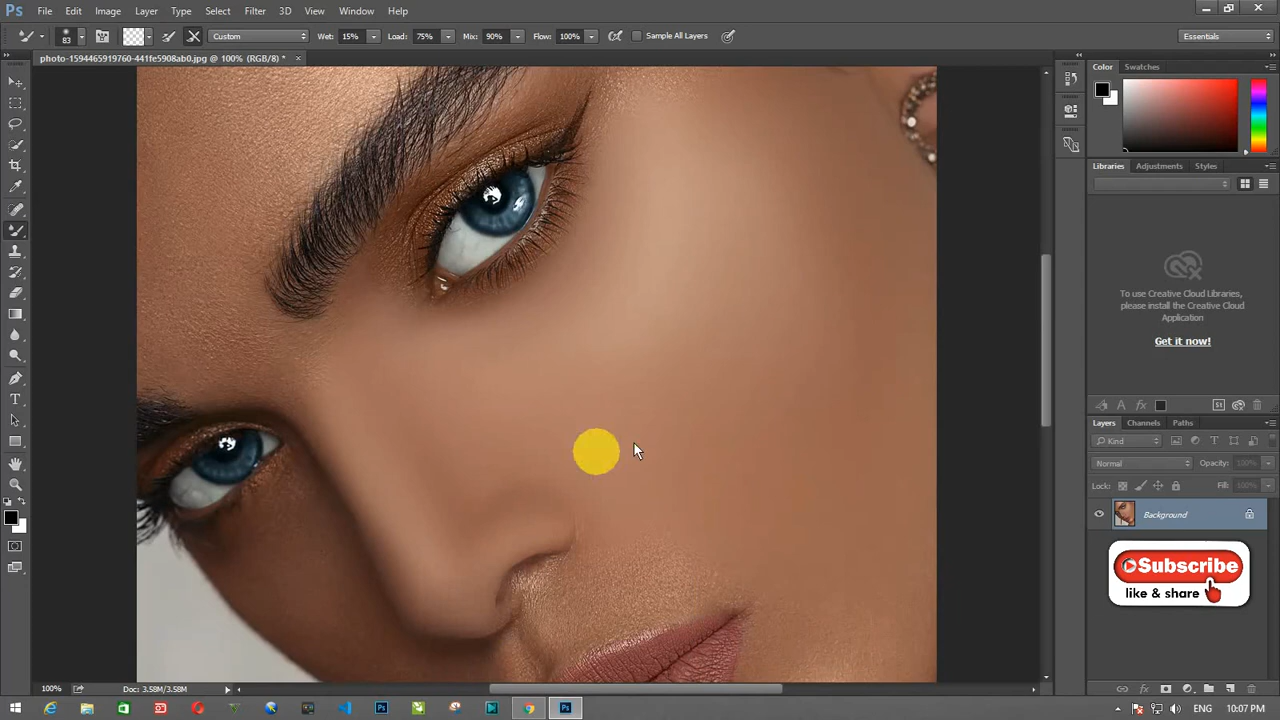 Ps File Edit Image Layer Type Select Filter 3D View Window Help
83 Custom Wet: 15% Load: 75% Mix: 90% Flow: 100% Sample All Layers Essentials
photo-1594465919760-441fe5908ab0.jpg @ 100% (RGB/8) * ×
Color Swatches
Libraries Adjustments Styles
To use Creative Cloud Libraries,
please install the Creative Cloud
Application
Get it now!
Layers Channels Paths
Kind
Normal Opacity: 100%
Lock: Fill: 100%
Background
Subscribe
like & share
100% Doc: 3.58M/3.58M
ENG 10:07 PM